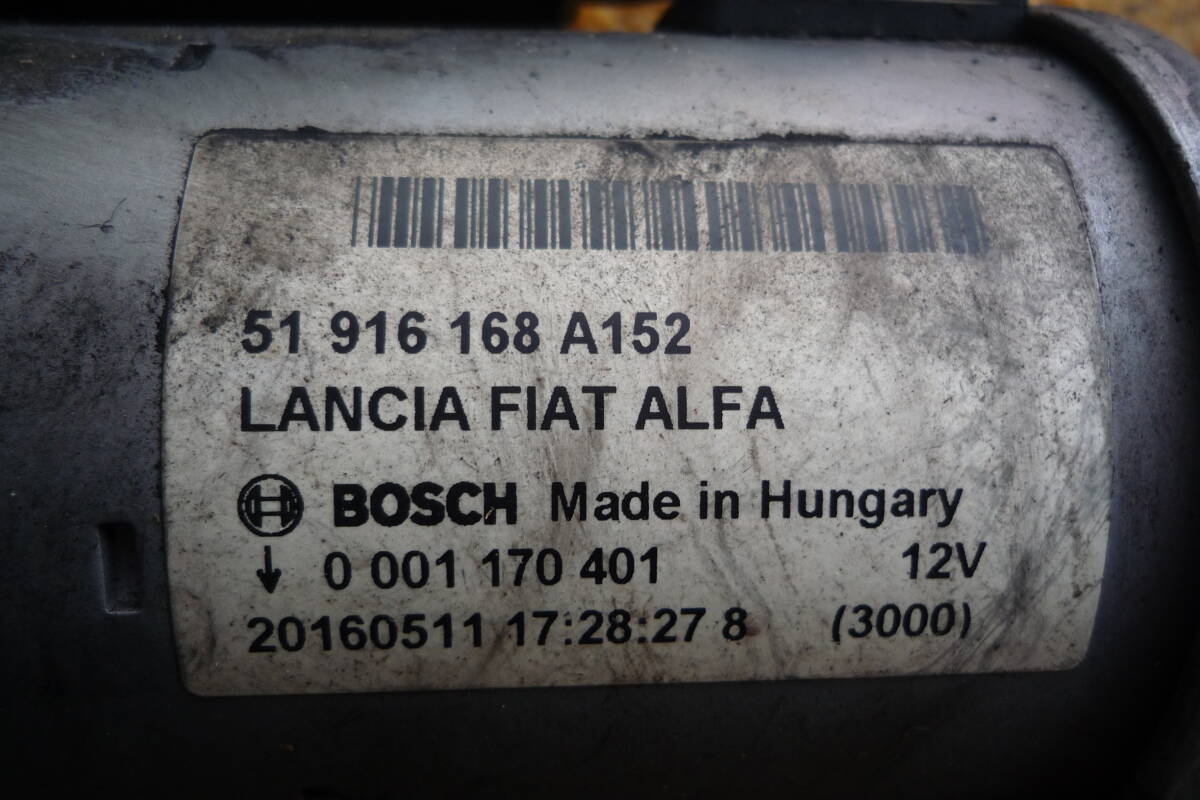 51 916 168 A152
LANCIA FIAT ALFA
BOSCH Made in Hungary
↓ 0 001 170 401 12V
20160511 17:28:27 8 (3000)